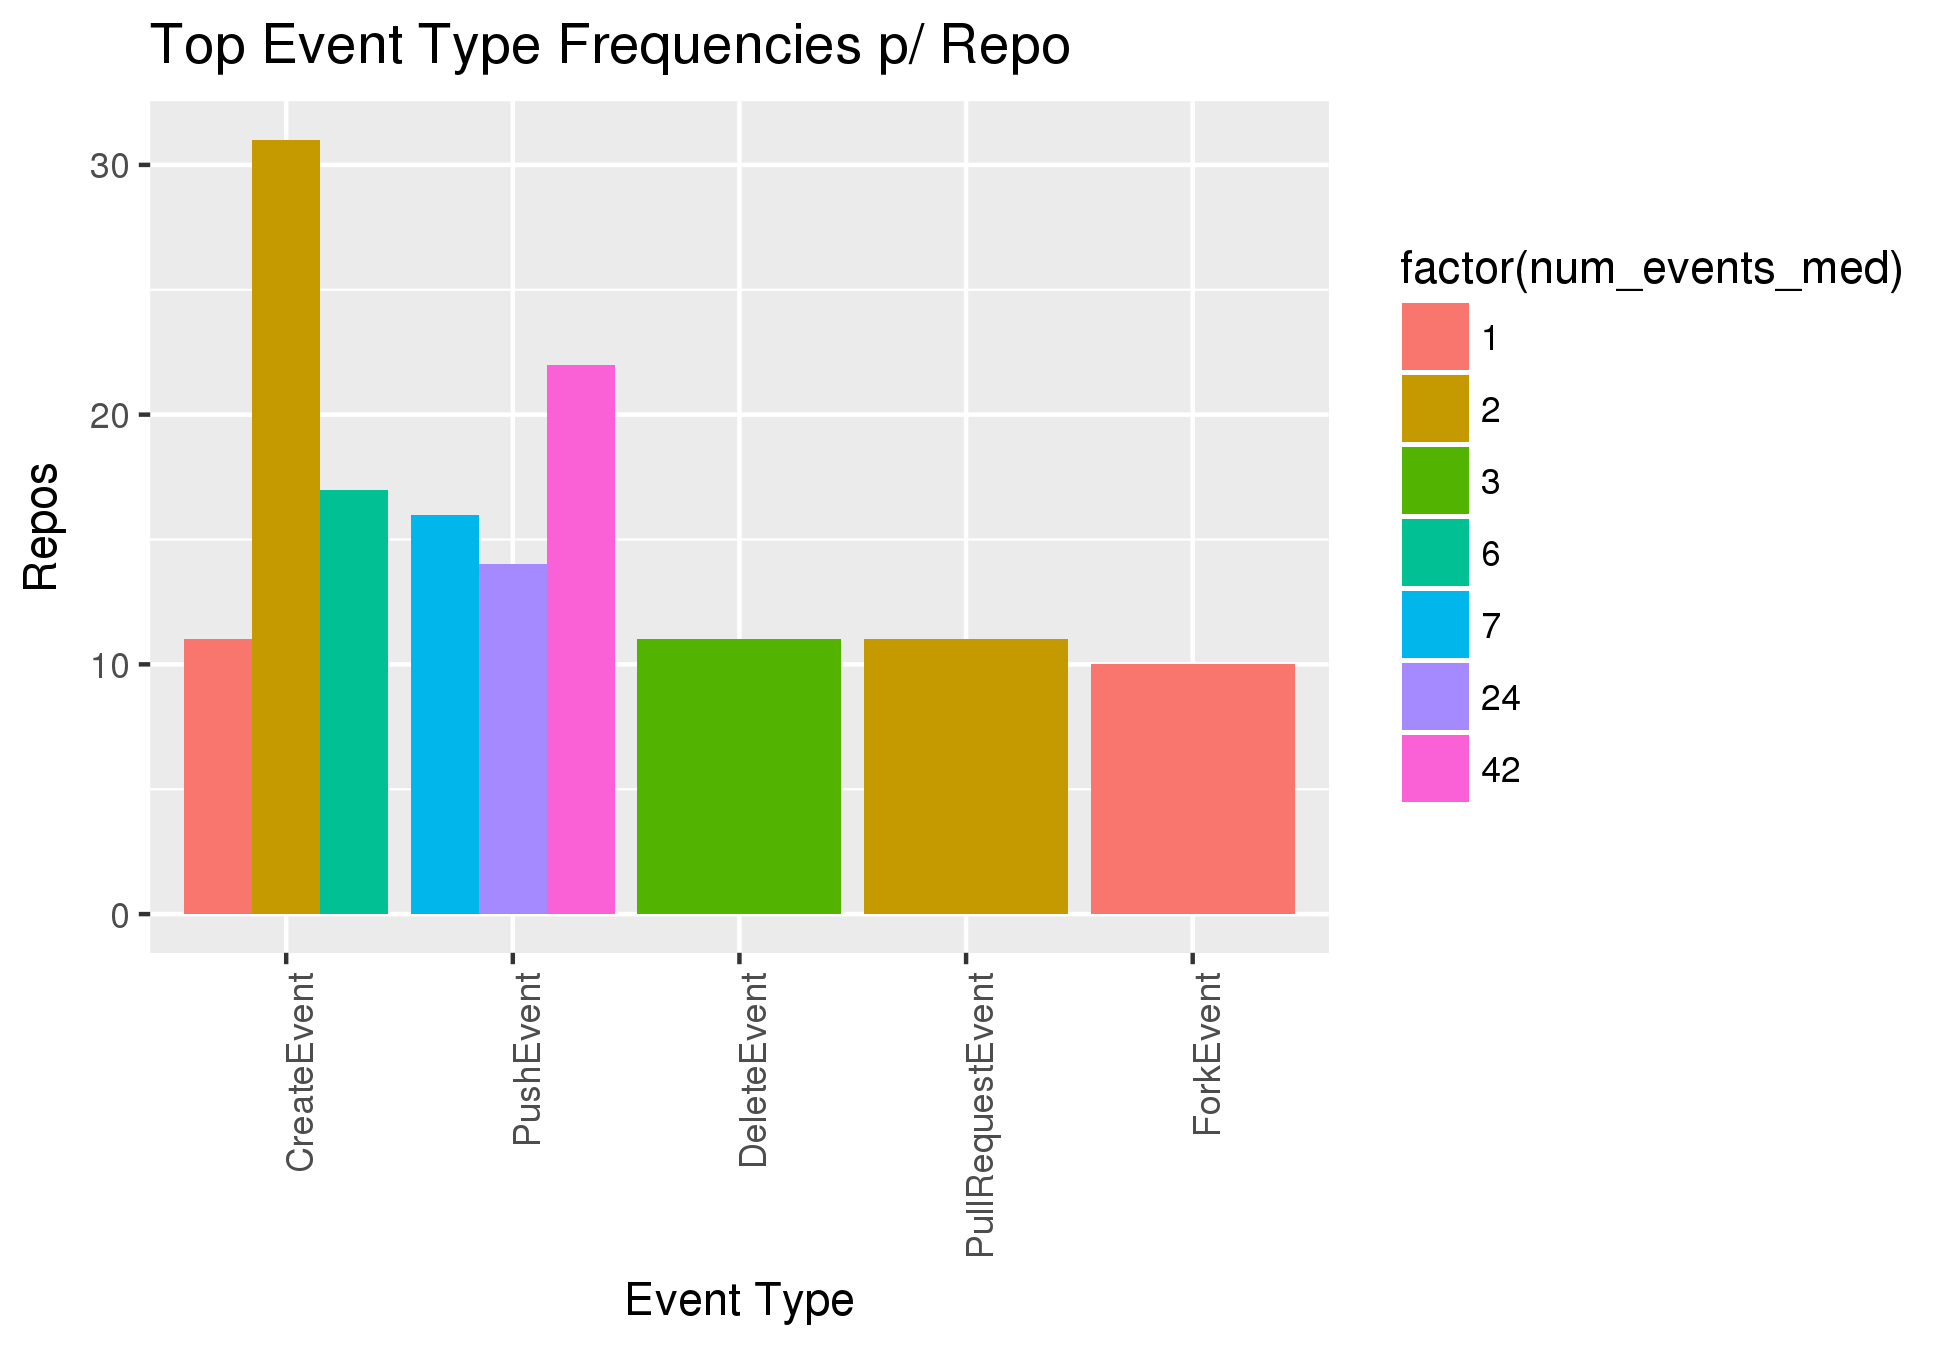 Top Event Type Frequencies p/ Repo
Repos
30
20
10
0
CreateEvent
PushEvent
DeleteEvent
PullRequestEvent
ForkEvent
Event Type
factor(num_events_med)
1
2
3
6
7
24
42